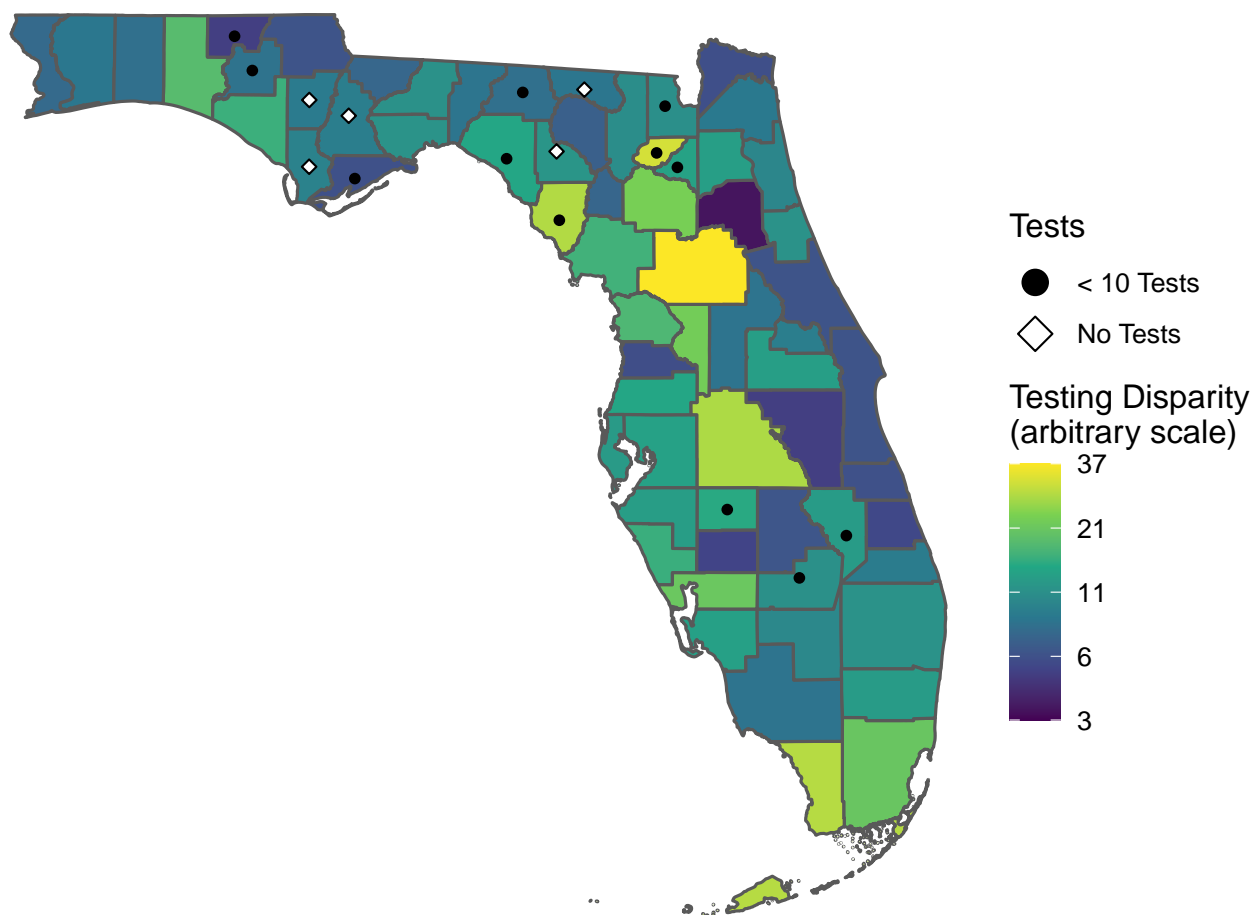 Tests
< 10 Tests
No Tests
Testing Disparity
(arbitrary scale)
37
21
11
6
3